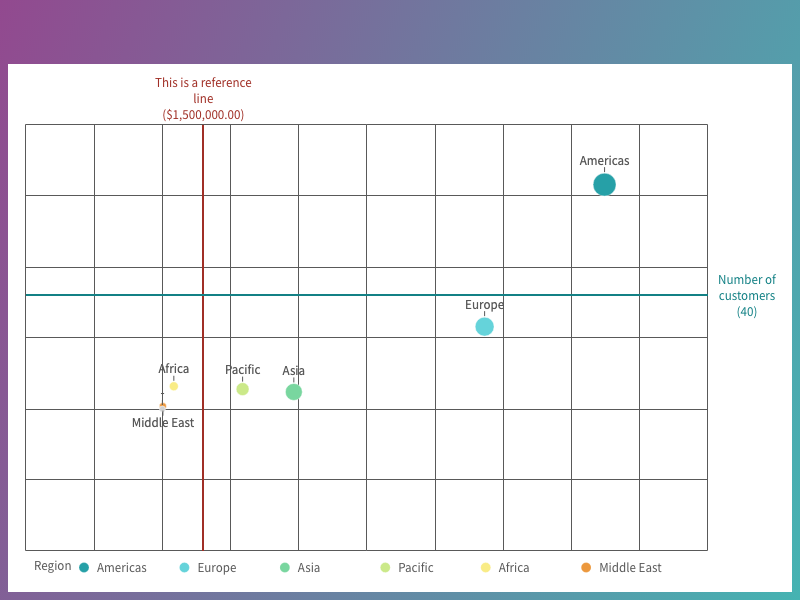 This is a reference
line
($1,500,000.00)
Americas
Number of
customers
(40)
Europe
Africa
Pacific
Asia
Middle East
Region
Americas
Europe
Asia
Pacific
Africa
Middle East